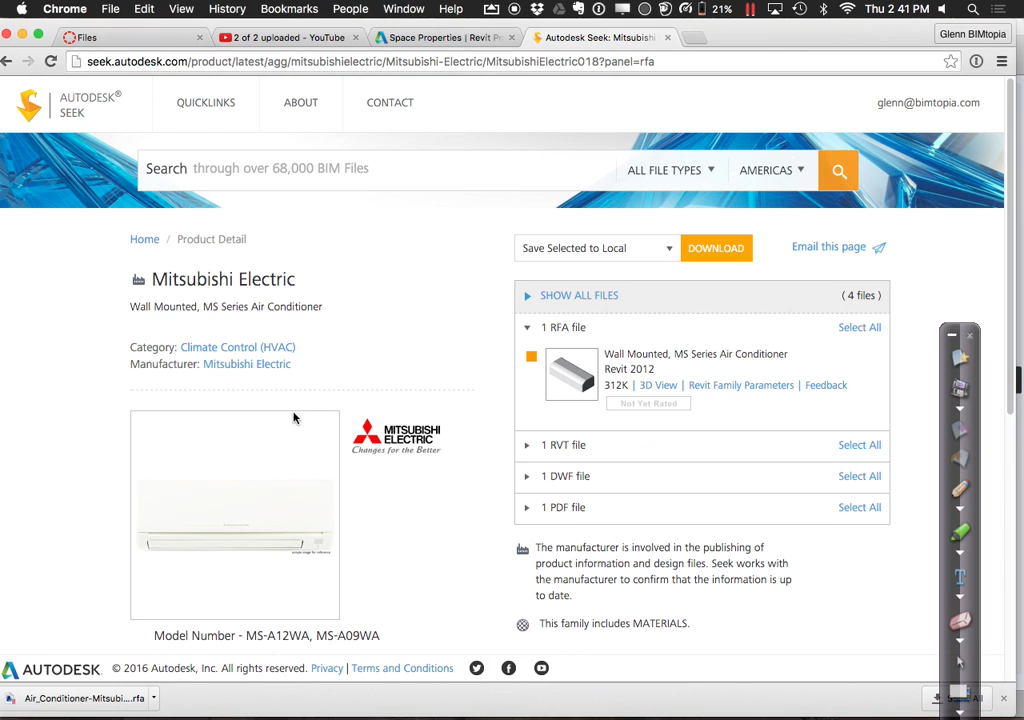 Chrome File Edit View History Bookmarks People Window Help 21% Thu 2 41 PM
Files 2 of 2 uploaded - YouTube Space Properties | Revit Pr Autodesk Seek: Mitsubishi Glenn BIMtopia
seek.autodesk.com/product/latest/agg/mitsubishielectric/Mitsubishi-Electric/MitsubishiElectric018?panel=rfa
AUTODESK®
SEEK
QUICKLINKS ABOUT CONTACT glenn@bimtopia.com
Search through over 68,000 BIM Files ALL FILE TYPES AMERICAS
Home / Product Detail
Save Selected to Local DOWNLOAD Email this page
Mitsubishi Electric
Wall Mounted, MS Series Air Conditioner
Category: Climate Control (HVAC)
Manufacturer: Mitsubishi Electric
SHOW ALL FILES ( 4 files )
1 RFA file Select All
Wall Mounted, MS Series Air Conditioner
Revit 2012
312K | 3D View | Revit Family Parameters | Feedback
Not Yet Rated
1 RVT file Select All
1 DWF file Select All
1 PDF file Select All
MITSUBISHI
ELECTRIC
Changes for the Better
sample image for reference
Model Number - MS-A12WA, MS-A09WA
The manufacturer is involved in the publishing of
product information and design files. Seek works with
the manufacturer to confirm that the information is up
to date.
This family includes MATERIALS.
T
AUTODESK. © 2016 Autodesk, Inc. All rights reserved. Privacy | Terms and Conditions
Air_Conditioner-Mitsubi....rfa